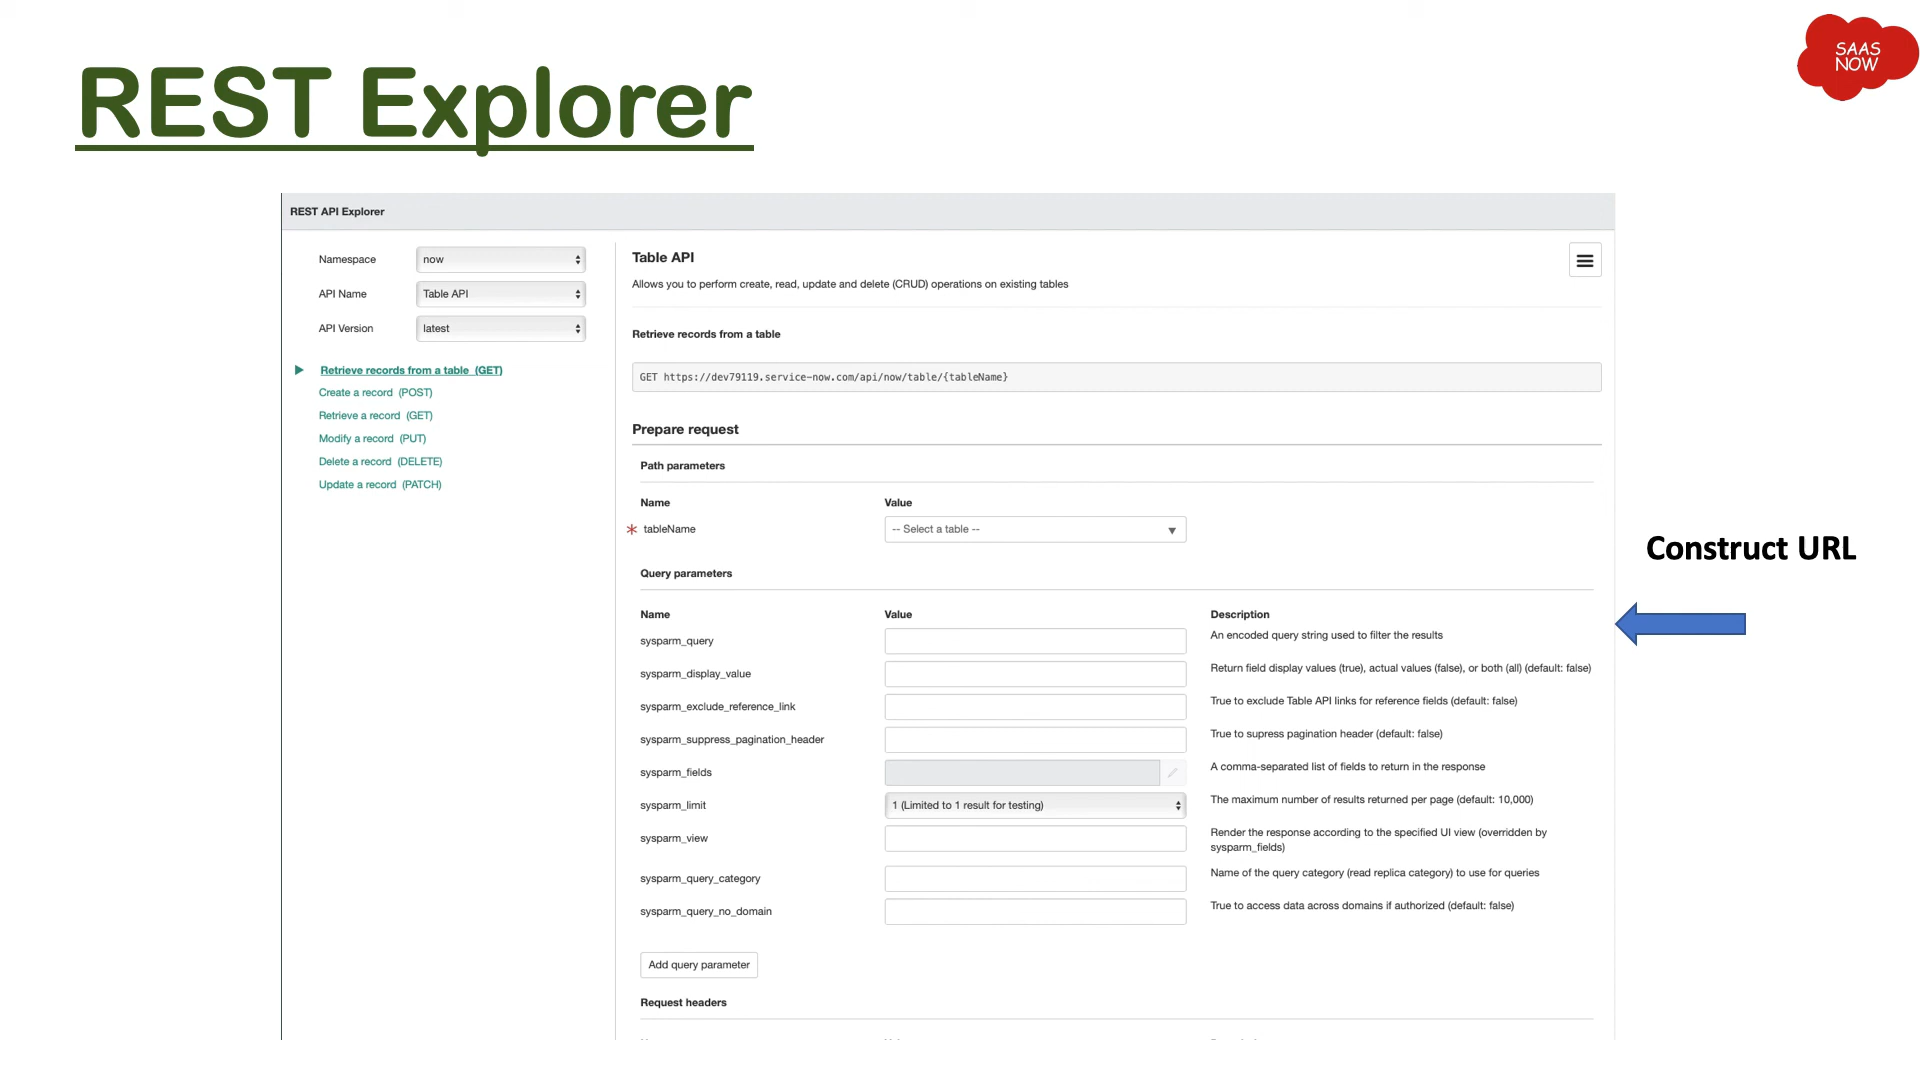 SAAS
NOW
REST Explorer
REST API Explorer
Namespace now
API Name Table API
API Version latest
Retrieve records from a table (GET)
Create a record (POST)
Retrieve a record (GET)
Modify a record (PUT)
Delete a record (DELETE)
Update a record (PATCH)
Table API
Allows you to perform create, read, update and delete (CRUD) operations on existing tables
Retrieve records from a table
GET https://dev79119.service-now.com/api/now/table/{tableName}
Prepare request
Path parameters
Name Value
* tableName -- Select a table --
Query parameters
Name Value Description
sysparm_query An encoded query string used to filter the results
sysparm_display_value Return field display values (true), actual values (false), or both (all) (default: false)
sysparm_exclude_reference_link True to exclude Table API links for reference fields (default: false)
sysparm_suppress_pagination_header True to supress pagination header (default: false)
sysparm_fields A comma-separated list of fields to return in the response
sysparm_limit 1 (Limited to 1 result for testing) The maximum number of results returned per page (default: 10,000)
sysparm_view Render the response according to the specified UI view (overridden by
sysparm_fields)
sysparm_query_category Name of the query category (read replica category) to use for queries
sysparm_query_no_domain True to access data across domains if authorized (default: false)
Add query parameter
Request headers
Construct URL